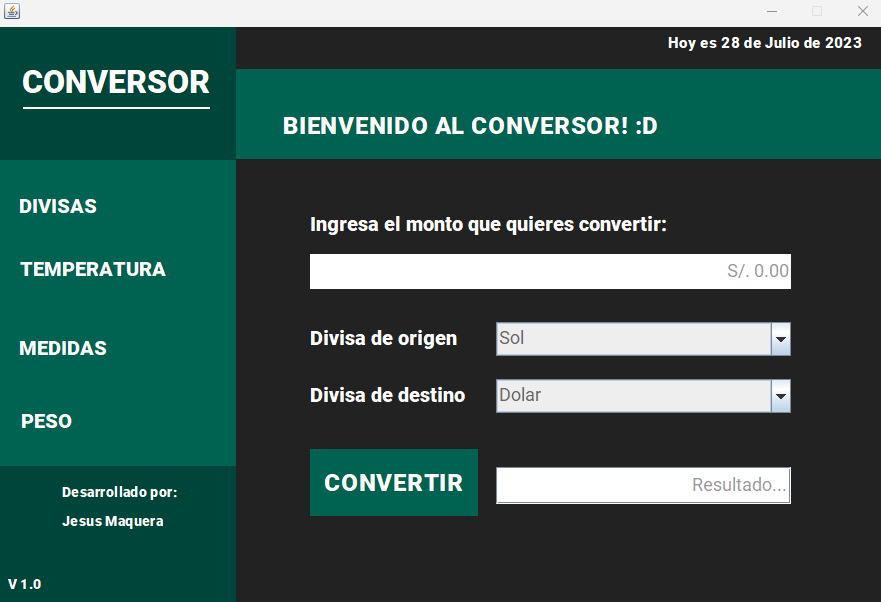 Hoy es 28 de Julio de 2023
CONVERSOR
BIENVENIDO AL CONVERSOR! :D
DIVISAS
TEMPERATURA
MEDIDAS
PESO
Ingresa el monto que quieres convertir:
S/. 0.00
Divisa de origen
Sol
Divisa de destino
Dolar
CONVERTIR
Resultado...
Desarrollado por:
Jesus Maquera
V 1.0